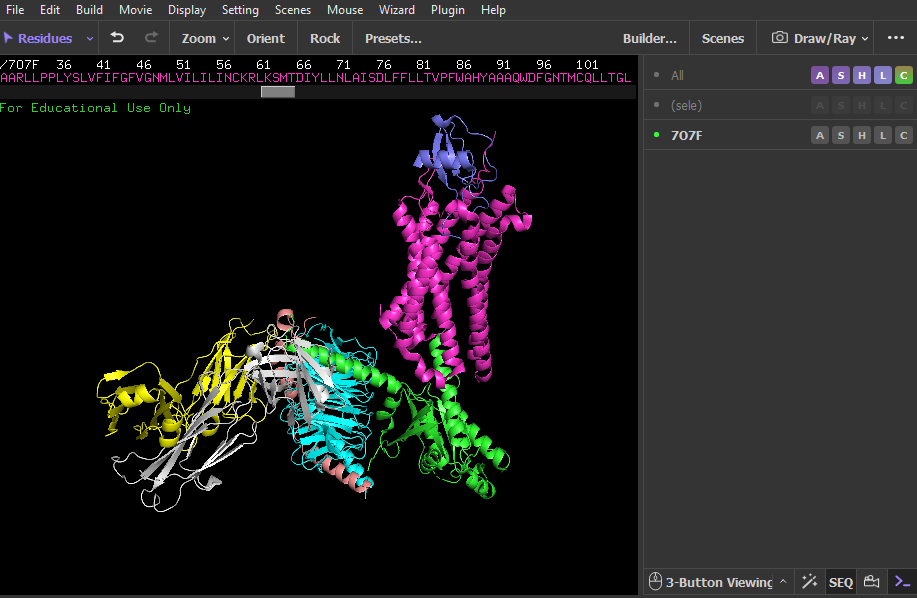 File Edit Build Movie Display Setting Scenes Mouse Wizard Plugin Help
Residues Zoom Orient Rock Presets... Builder... Scenes Draw/Ray
/7O7F 36 41 46 51 56 61 66 71 76 81 86 91 96 101
AARLLPPLYSLVFIFGFVGNMLVILILINCKRLKSMTDIYLLNLAISDLFFLLTVPFWAHYAAAQWDFGNTMCQLLTGL
For Educational Use Only
All A S H L C
(sele) A S H L C
7O7F A S H L C
3-Button Viewing SEQ